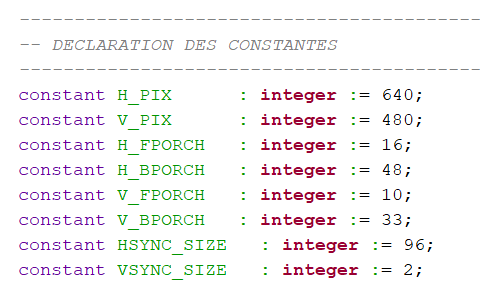 ------------------------------------------
-- DECLARATION DES CONSTANTES
------------------------------------------
constant H_PIX      : integer := 640;
constant V_PIX      : integer := 480;
constant H_FPORCH   : integer := 16;
constant H_BPORCH   : integer := 48;
constant V_FPORCH   : integer := 10;
constant V_BPORCH   : integer := 33;
constant HSYNC_SIZE   : integer := 96;
constant VSYNC_SIZE   : integer := 2;